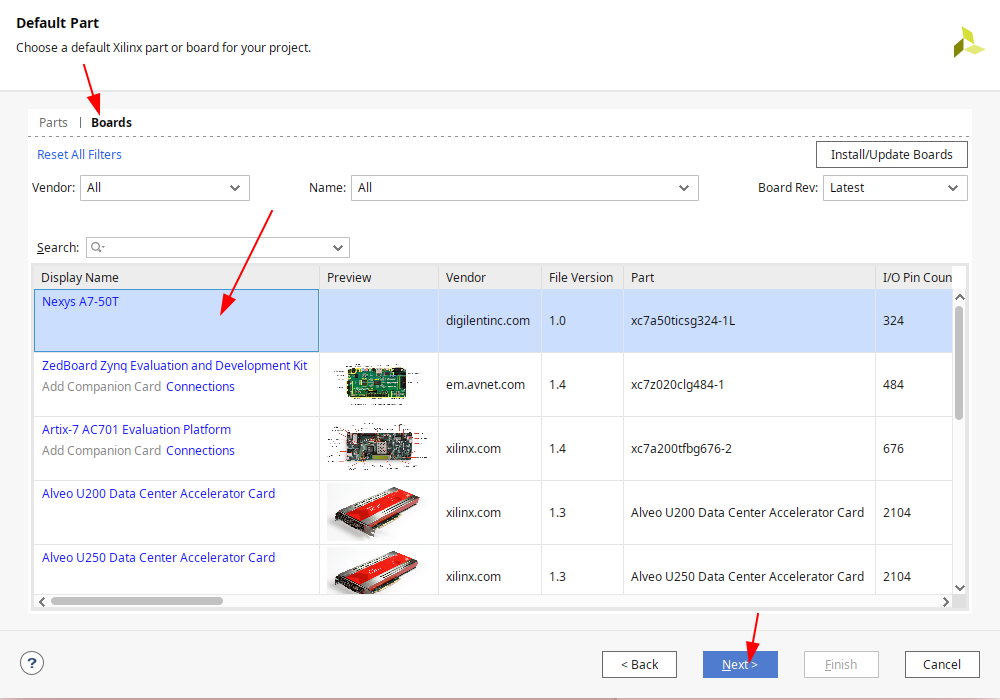 Default Part
Choose a default Xilinx part or board for your project.
Parts | Boards
Reset All Filters
Install/Update Boards
Vendor: All
Name: All
Board Rev: Latest
Search:
Display Name Preview Vendor File Version Part I/O Pin Coun
Nexys A7-50T
digilentinc.com 1.0 xc7a50ticsg324-1L 324
ZedBoard Zynq Evaluation and Development Kit
Add Companion Card Connections
em.avnet.com 1.4 xc7z020clg484-1 484
Artix-7 AC701 Evaluation Platform
Add Companion Card Connections
xilinx.com 1.4 xc7a200tfbg676-2 676
Alveo U200 Data Center Accelerator Card
xilinx.com 1.3 Alveo U200 Data Center Accelerator Card 2104
Alveo U250 Data Center Accelerator Card
xilinx.com 1.3 Alveo U250 Data Center Accelerator Card 2104
?
< Back
Next >
Finish
Cancel